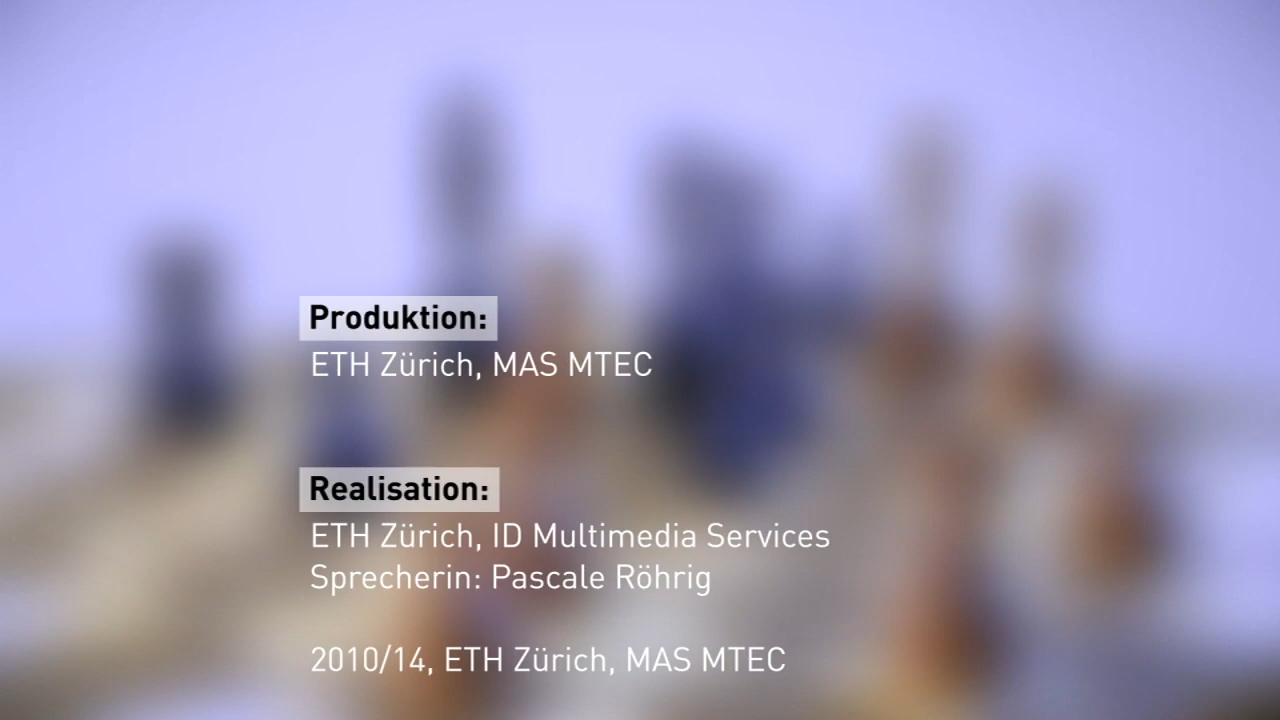 Produktion:
ETH Zürich, MAS MTEC
Realisation:
ETH Zürich, ID Multimedia Services
Sprecherin: Pascale Röhrig
2010/14, ETH Zürich, MAS MTEC